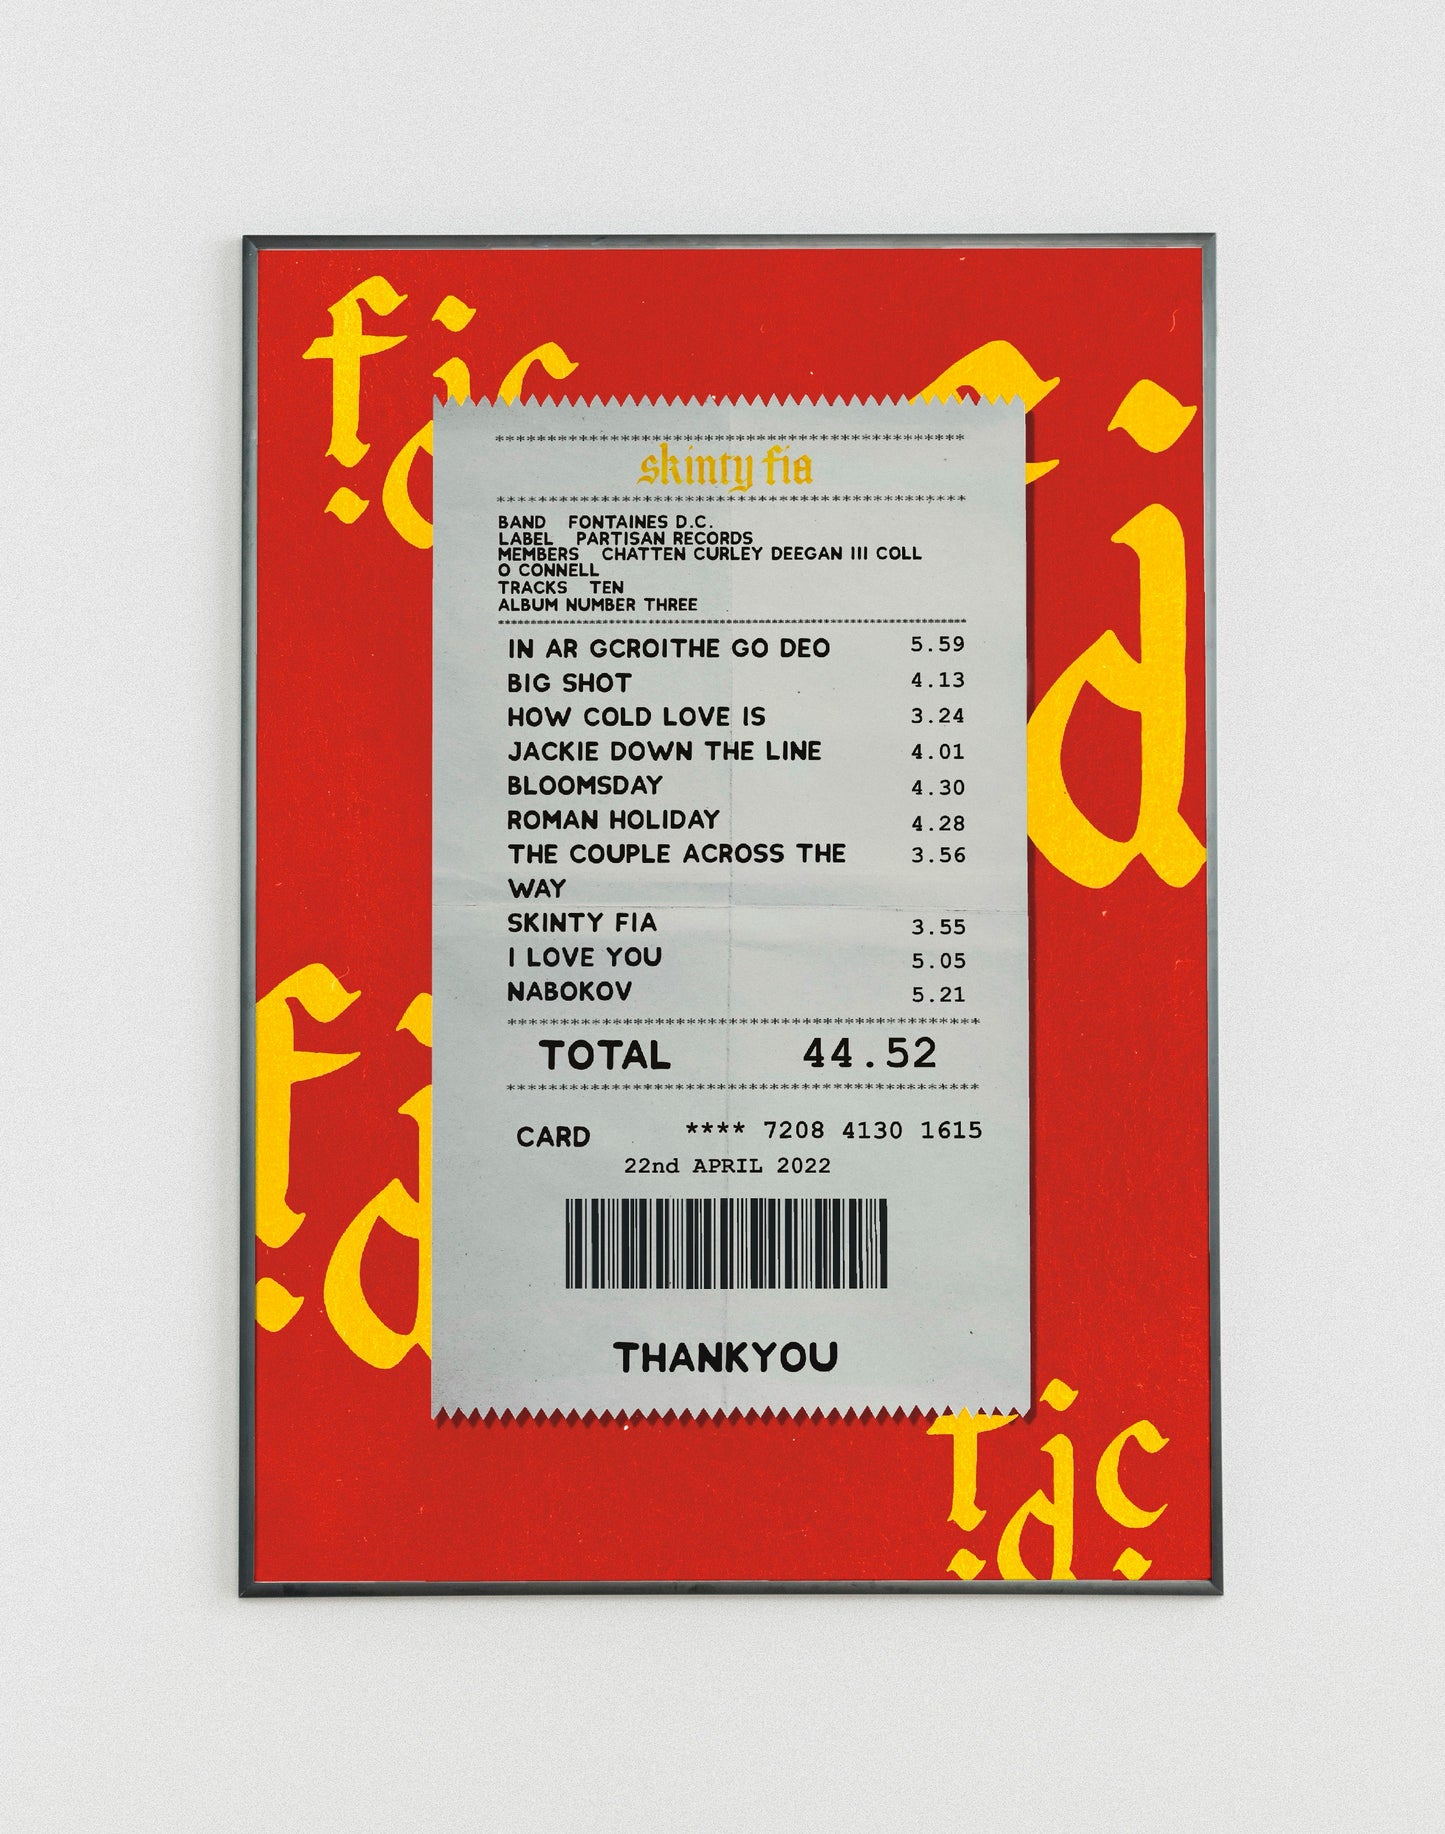 fic
d
skinty fia
BAND FONTAINES D.C.
LABEL PARTISAN RECORDS
MEMBERS CHATTEN CURLEY DEEGAN III COLL
O CONNELL
TRACKS TEN
ALBUM NUMBER THREE
IN AR GCROITHE GO DEO 5.59
BIG SHOT 4.13
HOW COLD LOVE IS 3.24
JACKIE DOWN THE LINE 4.01
BLOOMSDAY 4.30
ROMAN HOLIDAY 4.28
THE COUPLE ACROSS THE 3.56
WAY
SKINTY FIA 3.55
I LOVE YOU 5.05
NABOKOV 5.21
TOTAL 44.52
CARD **** 7208 4130 1615
22nd APRIL 2022
THANKYOU
fi
d
fic
d